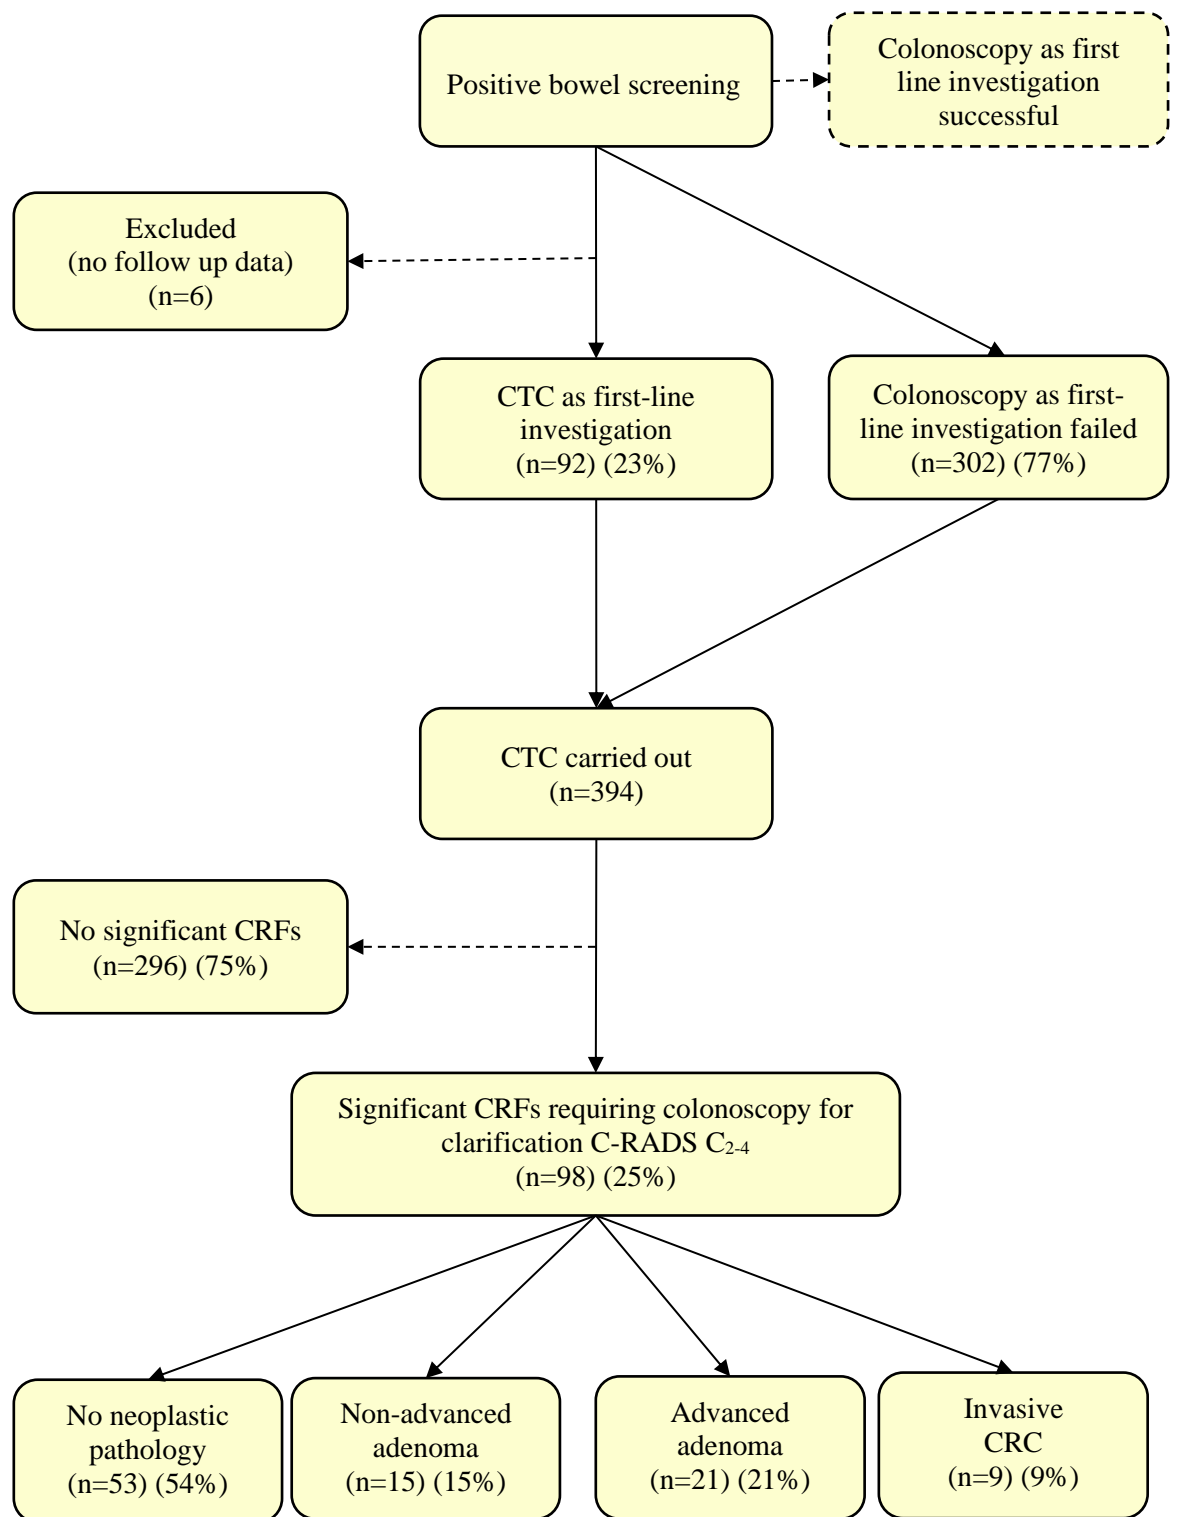 Positive bowel screening
Colonoscopy as first
line investigation
successful
Excluded
(no follow up data)
(n=6)
CTC as first-line
investigation
(n=92) (23%)
Colonoscopy as first-
line investigation failed
(n=302) (77%)
CTC carried out
(n=394)
No significant CRFs
(n=296) (75%)
Significant CRFs requiring colonoscopy for
clarification C-RADS C₂₋₄
(n=98) (25%)
No neoplastic
pathology
(n=53) (54%)
Non-advanced
adenoma
(n=15) (15%)
Advanced
adenoma
(n=21) (21%)
Invasive
CRC
(n=9) (9%)